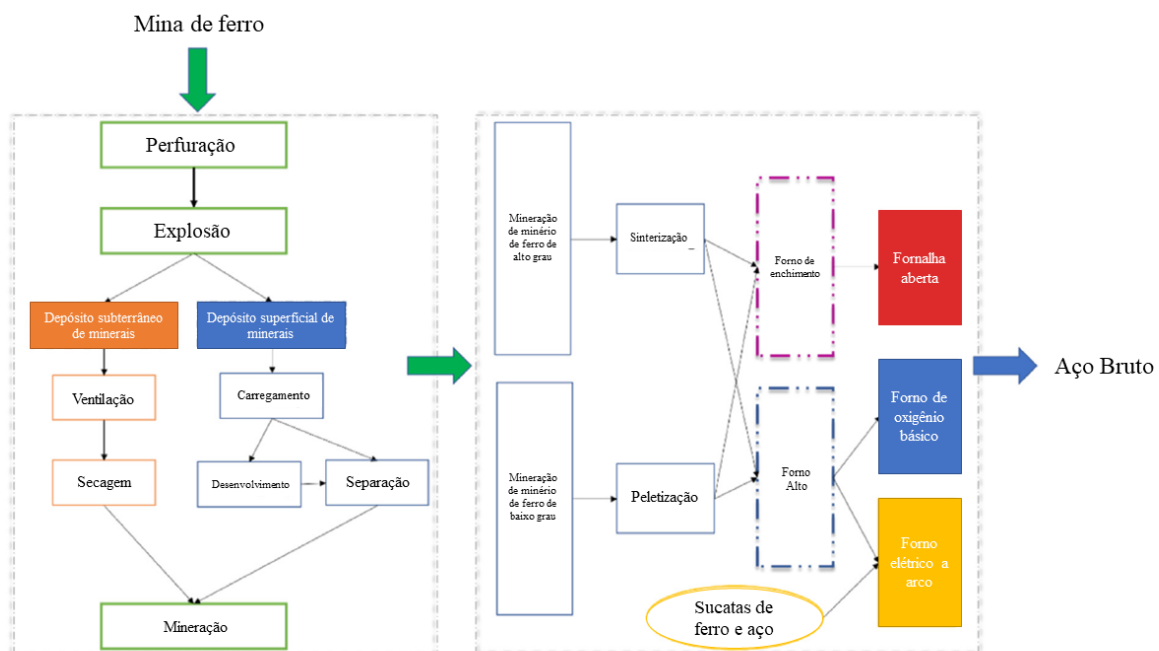 Mina de ferro
Perfuração
Explosão
Depósito subterrâneo
de minerais
Depósito superficial de
minerais
Ventilação
Carregamento
Secagem
Desenvolvimento
Separação
Mineração
Mineração
de minério
de ferro de
alto grau
Sinterização_
Forno de
enchimento
Fornalha
aberta
Mineração
de minério
de ferro de
baixo grau
Peletização
Forno
Alto
Forno de
oxigênio
básico
Forno
elétrico a
arco
Sucatas de
ferro e aço
Aço Bruto